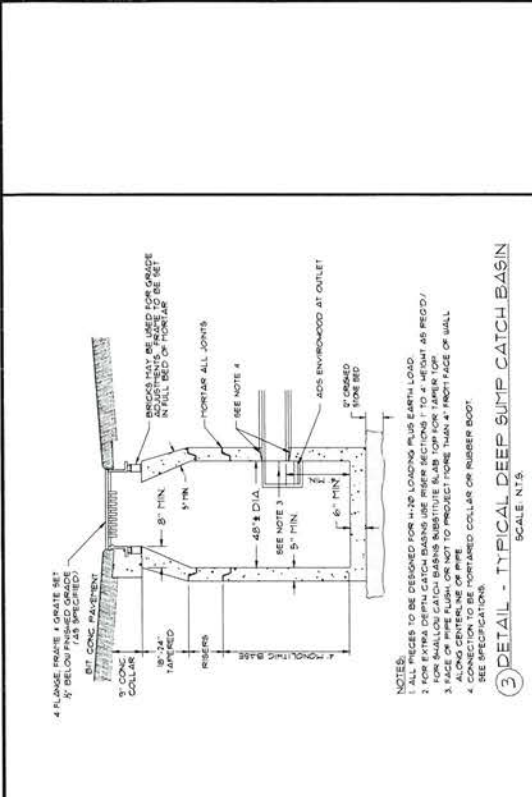 4 FLANGE, FRAME & GRATE SET
½" BELOW FINISHED GRADE
(AS SPECIFIED)
BIT CONC PAVEMENT
9" CONC
COLLAR
18"-24"
TAPERED
RISERS
4' MONOLITHIC BASE
BRICKS MAY BE USED FOR GRADE
ADJUSTMENTS. FRAME TO BE SET
IN FULL BED OF MORTAR
8" MIN.
5" MIN
MORTAR ALL JOINTS
48"± DIA.
SEE NOTE 4
SEE NOTE 3
5" MIN.
ADS ENVIROHOOD AT OUTLET
6" MIN.
CRUSHED
STONE BED
NOTES:
1. ALL PIECES TO BE DESIGNED FOR H-20 LOADING PLUS EARTH LOAD.
2. FOR EXTRA DEPTH CATCH BASINS USE RISER SECTIONS 1' TO 4' HEIGHT AS REQ'D/
FOR SHALLOW CATCH BASINS SUBSTITUTE SLAB TOP FOR TAPER TOP.
3. FACE OF PIPE FLUSH, OR NOT TO PROJECT MORE THAN 4" FROM FACE OF WALL
ALONG CENTERLINE OF PIPE.
4. CONNECTION TO BE MORTARED COLLAR OR RUBBER BOOT.
SEE SPECIFICATIONS.
3 DETAIL - TYPICAL DEEP SUMP CATCH BASIN
SCALE: N.T.S.